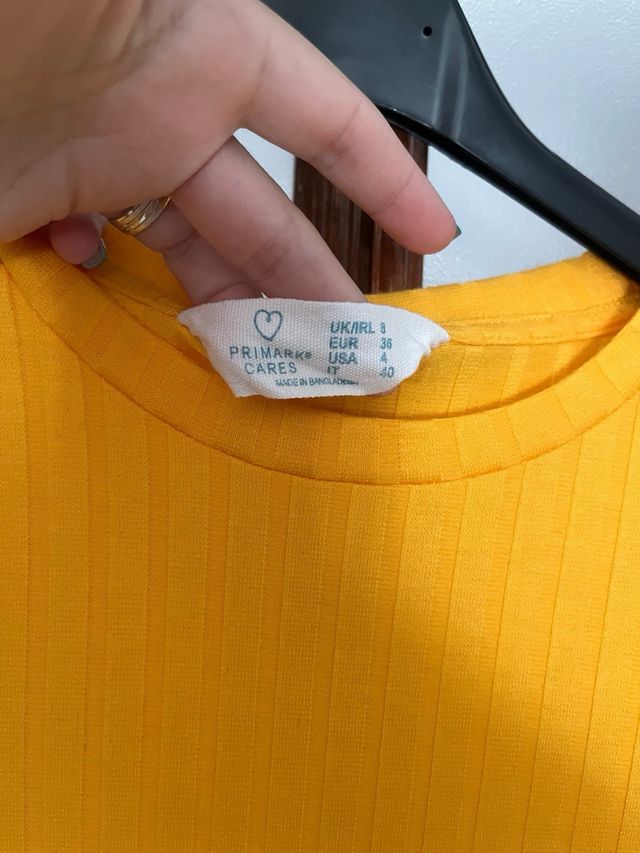 PRIMARK®
CARES
UK/IRL 8
EUR 36
USA 4
IT 40
MADE IN BANGLADESH